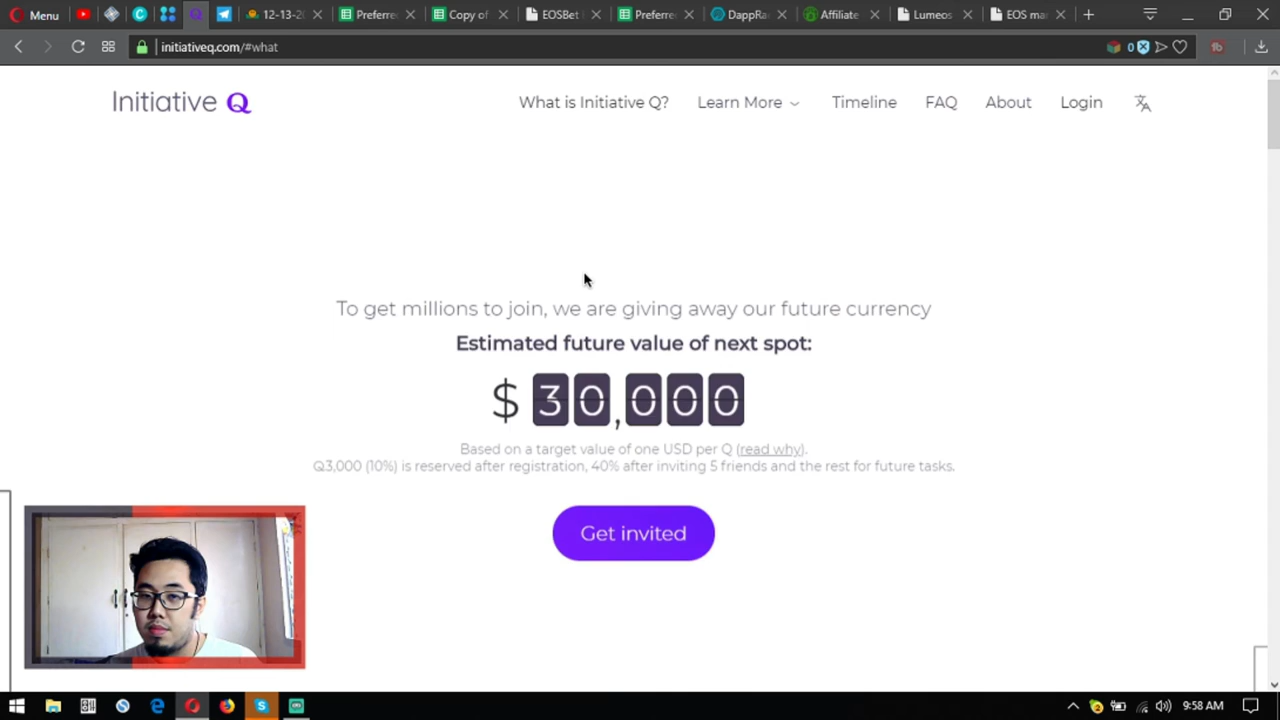 Menu
12-13-20
Preferre
Copy of
EOSBet
Preferre
DappRa
Affiliate
Lumeos
EOS ma
initiativeq.com/#what
0
Initiative Q
What is Initiative Q?
Learn More
Timeline
FAQ
About
Login
To get millions to join, we are giving away our future currency
Estimated future value of next spot:
$ 30,000
Based on a target value of one USD per Q (read why).
Q3,000 (10%) is reserved after registration, 40% after inviting 5 friends and the rest for future tasks.
Get invited
9:58 AM